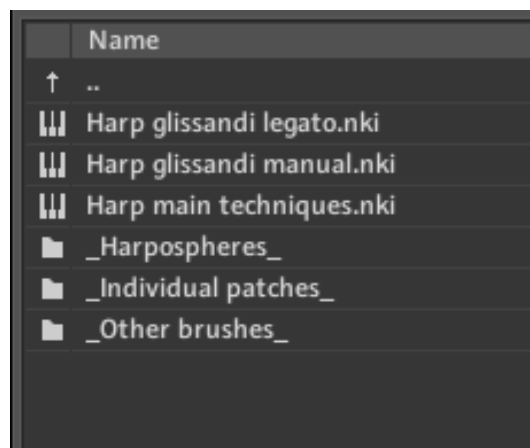 Name
..
Harp glissandi legato.nki
Harp glissandi manual.nki
Harp main techniques.nki
_Harpospheres_
_Individual patches_
_Other brushes_